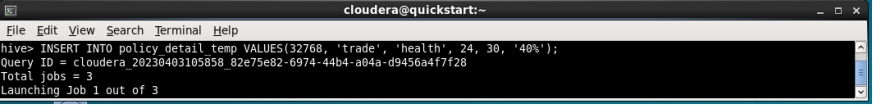 cloudera@quickstart:~
File Edit View Search Terminal Help
hive> INSERT INTO policy_detail_temp VALUES(32768, 'trade', 'health', 24, 30, '40%');
Query ID = cloudera_20230403105858_82e75e82-6974-44b4-a04a-d9456a4f7f28
Total jobs = 3
Launching Job 1 out of 3